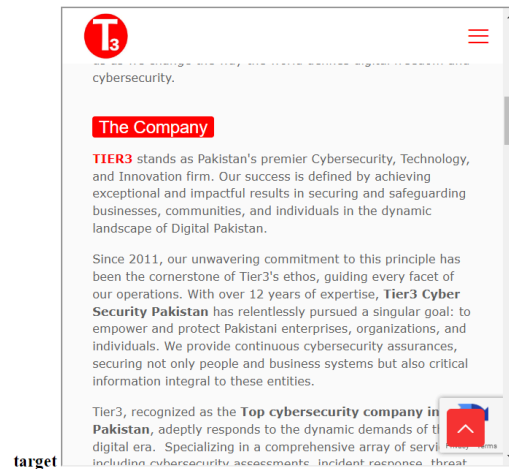 T3
cybersecurity.
The Company
TIER3 stands as Pakistan's premier Cybersecurity, Technology,
and Innovation firm. Our success is defined by achieving
exceptional and impactful results in securing and safeguarding
businesses, communities, and individuals in the dynamic
landscape of Digital Pakistan.
Since 2011, our unwavering commitment to this principle has
been the cornerstone of Tier3's ethos, guiding every facet of
our operations. With over 12 years of expertise, Tier3 Cyber
Security Pakistan has relentlessly pursued a singular goal: to
empower and protect Pakistani enterprises, organizations, and
individuals. We provide continuous cybersecurity assurances,
securing not only people and business systems but also critical
information integral to these entities.
Tier3, recognized as the Top cybersecurity company in
Pakistan, adeptly responds to the dynamic demands of
digital era. Specializing in a comprehensive array of
including cybersecurity assessments, incident response, threat
target